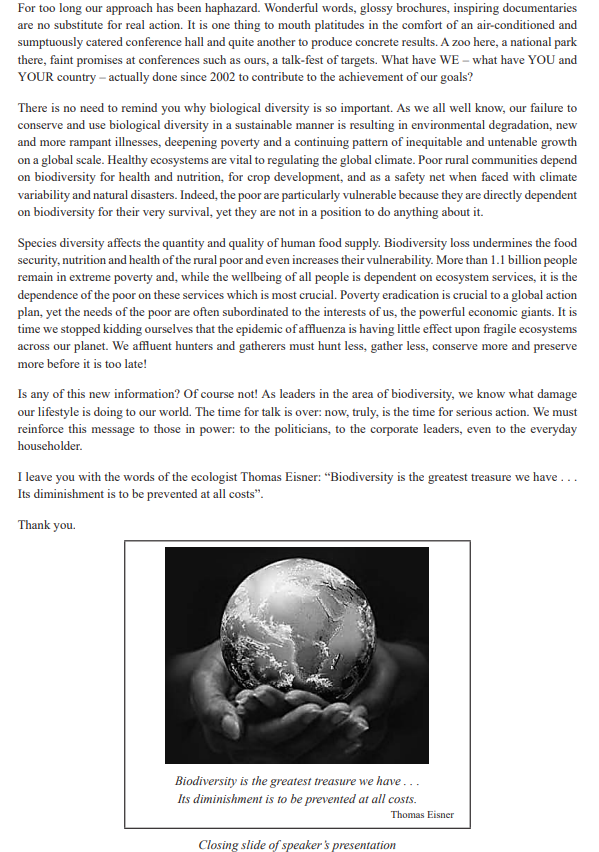 For too long our approach has been haphazard. Wonderful words, glossy brochures, inspiring documentaries
are no substitute for real action. It is one thing to mouth platitudes in the comfort of an air-conditioned and
sumptuously catered conference hall and quite another to produce concrete results. A zoo here, a national park
there, faint promises at conferences such as ours, a talk-fest of targets. What have WE – what have YOU and
YOUR country – actually done since 2002 to contribute to the achievement of our goals?
There is no need to remind you why biological diversity is so important. As we all well know, our failure to
conserve and use biological diversity in a sustainable manner is resulting in environmental degradation, new
and more rampant illnesses, deepening poverty and a continuing pattern of inequitable and untenable growth
on a global scale. Healthy ecosystems are vital to regulating the global climate. Poor rural communities depend
on biodiversity for health and nutrition, for crop development, and as a safety net when faced with climate
variability and natural disasters. Indeed, the poor are particularly vulnerable because they are directly dependent
on biodiversity for their very survival, yet they are not in a position to do anything about it.
Species diversity affects the quantity and quality of human food supply. Biodiversity loss undermines the food
security, nutrition and health of the rural poor and even increases their vulnerability. More than 1.1 billion people
remain in extreme poverty and, while the wellbeing of all people is dependent on ecosystem services, it is the
dependence of the poor on these services which is most crucial. Poverty eradication is crucial to a global action
plan, yet the needs of the poor are often subordinated to the interests of us, the powerful economic giants. It is
time we stopped kidding ourselves that the epidemic of affluenza is having little effect upon fragile ecosystems
across our planet. We affluent hunters and gatherers must hunt less, gather less, conserve more and preserve
more before it is too late!
Is any of this new information? Of course not! As leaders in the area of biodiversity, we know what damage
our lifestyle is doing to our world. The time for talk is over: now, truly, is the time for serious action. We must
reinforce this message to those in power: to the politicians, to the corporate leaders, even to the everyday
householder.
I leave you with the words of the ecologist Thomas Eisner: “Biodiversity is the greatest treasure we have . . .
Its diminishment is to be prevented at all costs”.
Thank you.
Biodiversity is the greatest treasure we have . . .
Its diminishment is to be prevented at all costs.
Thomas Eisner
Closing slide of speaker’s presentation